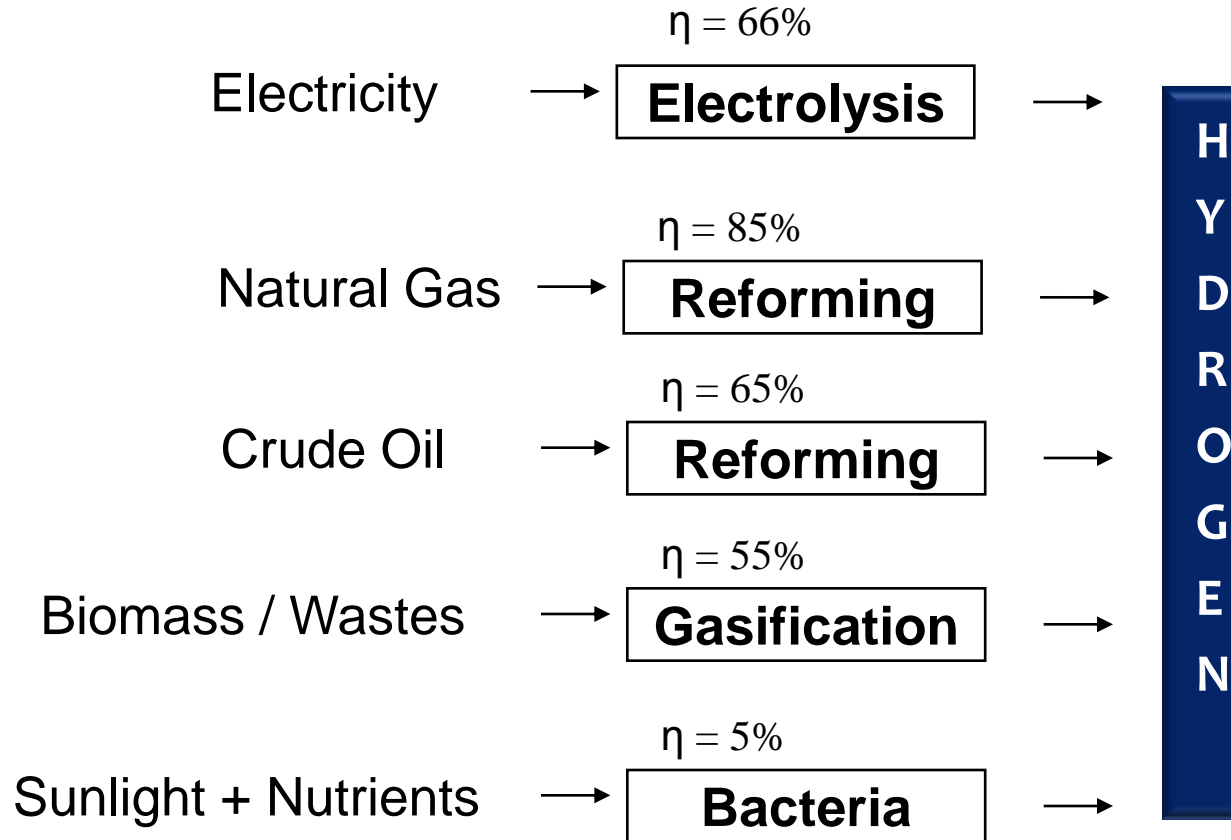 η = 66%
Electricity
Electrolysis
η = 85%
Natural Gas
Reforming
η = 65%
Crude Oil
Reforming
η = 55%
Biomass / Wastes
Gasification
η = 5%
Sunlight + Nutrients
Bacteria
H
Y
D
R
O
G
E
N